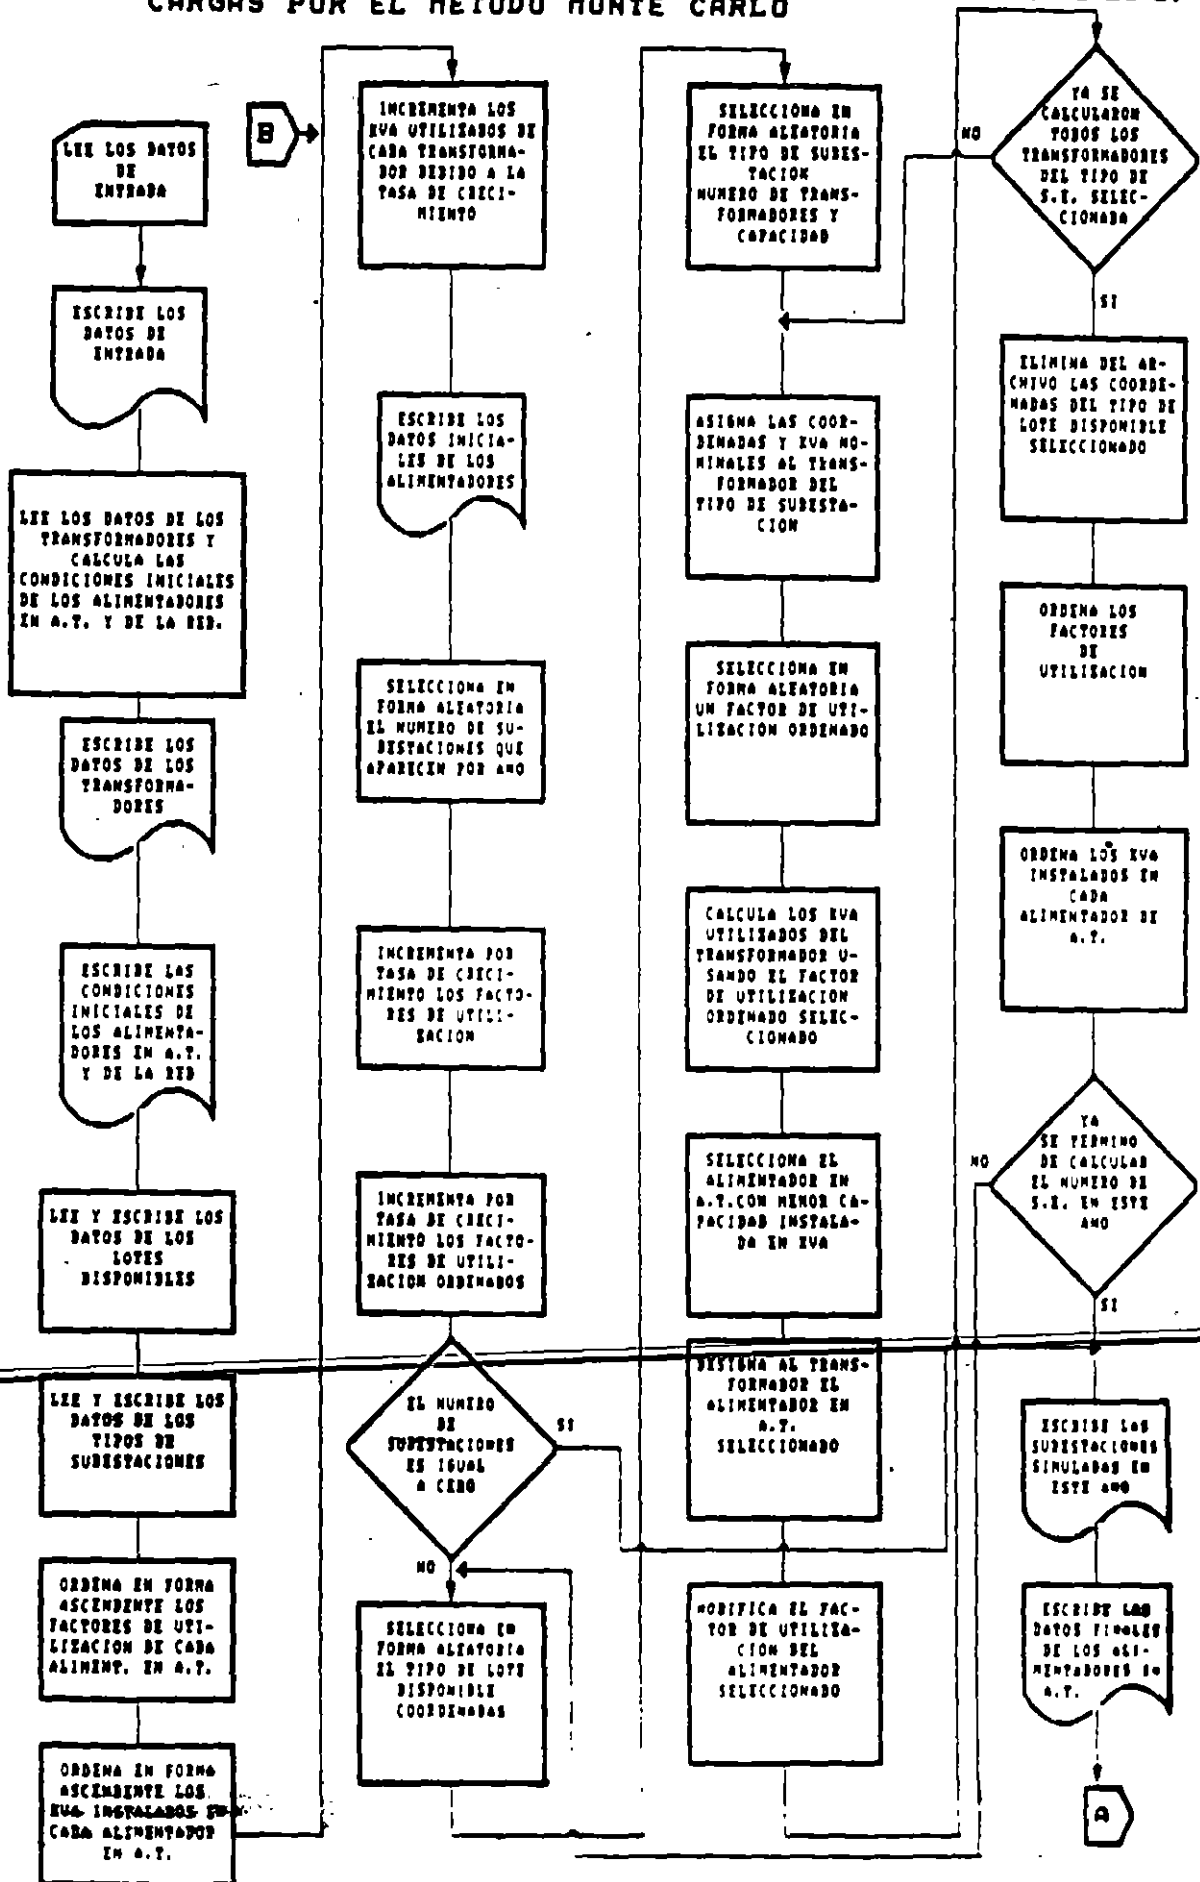 CARGAS POR EL METODO MONTE CARLO
LEE LOS DATOS
DE
ENTRADA
ESCRIBE LOS
DATOS DE
ENTRADA
LEE LOS DATOS DE LOS
TRANSFORMADORES Y
CALCULA LAS
CONDICIONES INICIALES
DE LOS ALIMENTADORES
EN A.T. Y DE LA RED.
ESCRIBE LOS
DATOS DE LOS
TRANSFORMA-
DORES
ESCRIBE LAS
CONDICIONES
INICIALES DE
LOS ALIMENTA-
DORES EN A.T.
Y DE LA RED
LEE Y ESCRIBE LOS
DATOS DE LOS
LOTES
DISPONIBLES
LEE Y ESCRIBE LOS
DATOS DE LOS
TIPOS DE
SUBESTACIONES
ORDENA EN FORMA
ASCENDENTE LOS
FACTORES DE UTI-
LIZACION DE CADA
ALIMENT. EN A.T.
ORDENA EN FORMA
ASCENDENTE LOS
KVA INSTALADOS EN
CADA ALIMENTADOR
EN A.T.
B
INCREMENTA LOS
KVA UTILIZADOS DE
CADA TRANSFORMA-
DOR DEBIDO A LA
TASA DE CRECI-
MIENTO
ESCRIBE LOS
DATOS INICIA-
LES DE LOS
ALIMENTADORES
SELECCIONA EN
FORMA ALEATORIA
EL NUMERO DE SU-
BESTACIONES QUE
APARECEN POR ANO
INCREMENTA POR
TASA DE CRECI-
MIENTO LOS FACTO-
RES DE UTILI-
ZACION
INCREMENTA POR
TASA DE CRECI-
MIENTO LOS FACTO-
RES DE UTILI-
ZACION ORDENADOS
EL NUMERO
DE
SUBESTACIONES
ES IGUAL
A CERO
SI
NO
SELECCIONA EN
FORMA ALEATORIA
EL TIPO DE LOTE
DISPONIBLE
COORDENADAS
SELECCIONA EN
FORMA ALEATORIA
EL TIPO DE SUBES-
TACION
NUMERO DE TRANS-
FORMADORES Y
CAPACIDAD
ASIGNA LAS COOR-
DENADAS Y KVA NO-
MINALES AL TRANS-
FORMADOR DEL
TIPO DE SUBESTA-
CION
SELECCIONA EN
FORMA ALEATORIA
UN FACTOR DE UTI-
LIZACION ORDENADO
CALCULA LOS KVA
UTILIZADOS DEL
TRANSFORMADOR U-
SANDO EL FACTOR
DE UTILIZACION
ORDENADO SELEC-
CIONADO
SELECCIONA EL
ALIMENTADOR EN
A.T.CON MENOR CA-
PACIDAD INSTALA-
DA EN KVA
DESIGNA AL TRANS-
FORMADOR EL
ALIMENTADOR EN
A.T.
SELECCIONADO
MODIFICA EL FAC-
TOR DE UTILIZA-
CION DEL
ALIMENTADOR
SELECCIONADO
YA SE
CALCULARON
TODOS LOS
TRANSFORMADORES
DEL TIPO DE
S.E. SELEC-
CIONADA
NO
SI
ELIMINA DEL AR-
CHIVO LAS COORDE-
NADAS DEL TIPO DE
LOTE DISPONIBLE
SELECCIONADO
ORDENA LOS
FACTORES
DE
UTILIZACION
ORDENA LOS KVA
INSTALADOS EN
CADA
ALIMENTADOR DE
A.T.
YA
SE TERMINO
DE CALCULAR
EL NUMERO DE
S.E. EN ESTE
ANO
NO
SI
ESCRIBE LAS
SUBESTACIONES
SIMULADAS EN
ESTE ANO
ESCRIBE LAS
DATOS FINALES
DE LOS ALI-
MENTADORES EN
A.T.
A